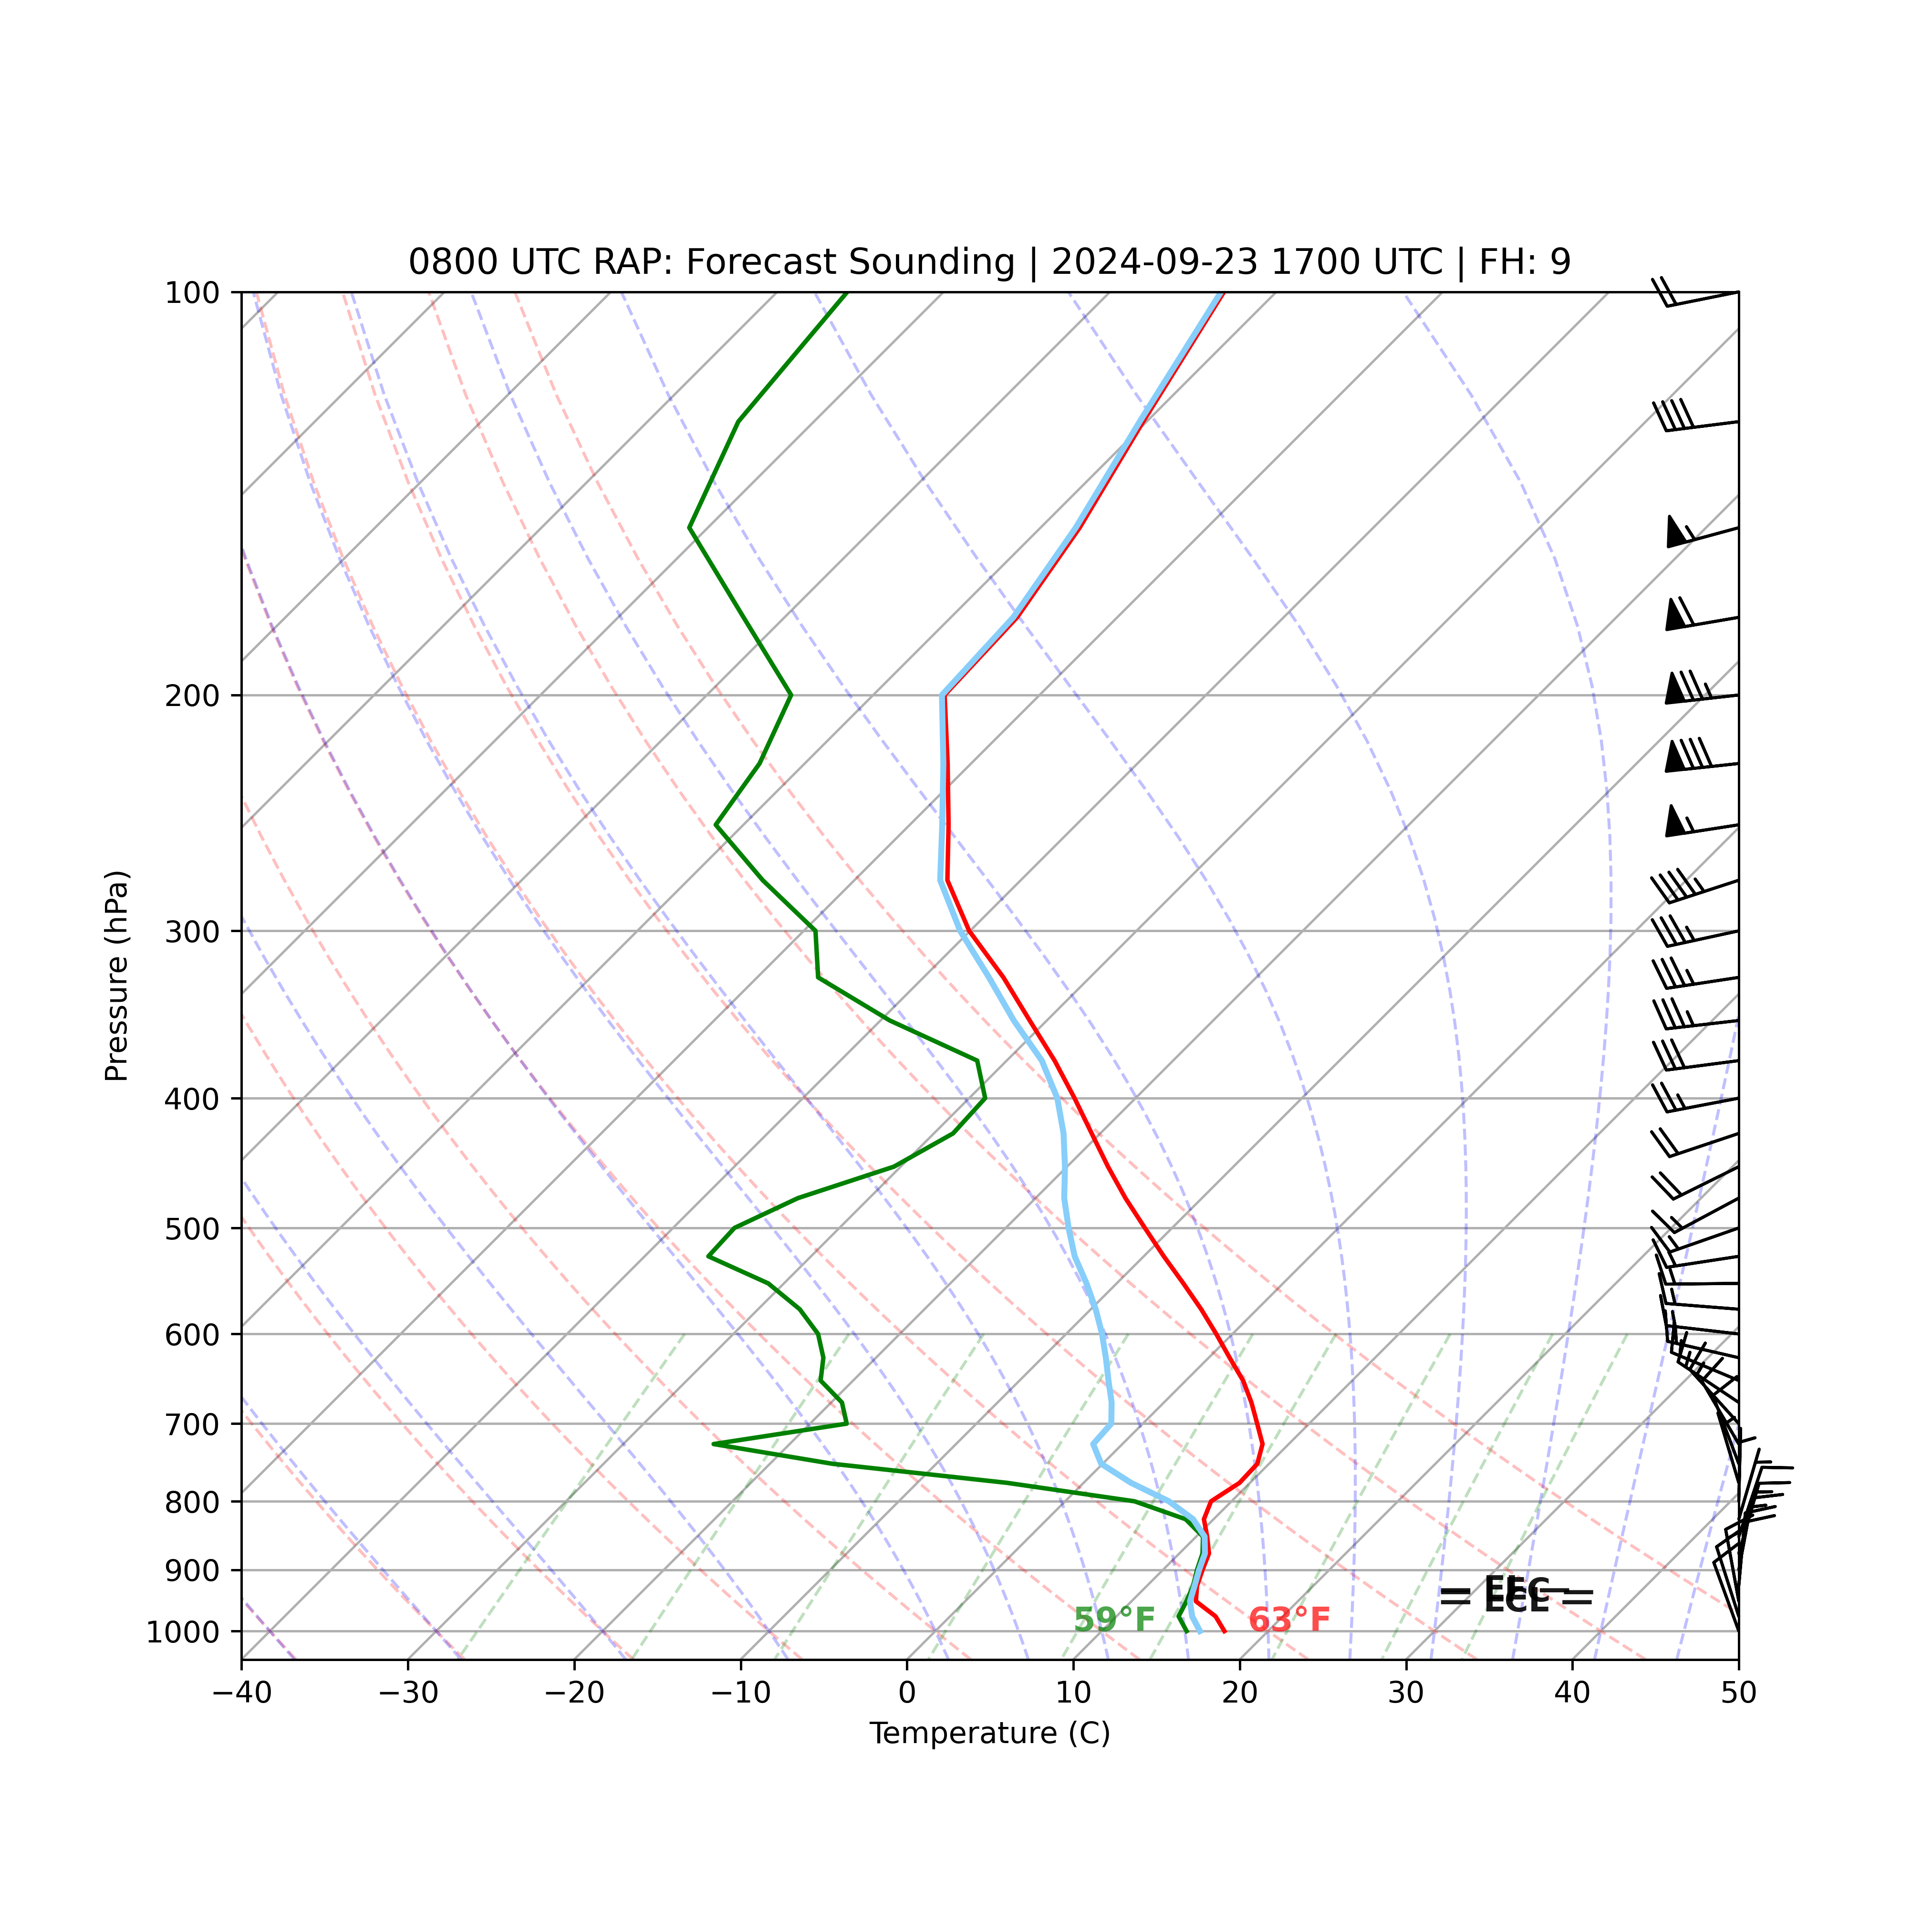 0800 UTC RAP: Forecast Sounding | 2024-09-23 1700 UTC | FH: 9
100
200
300
400
500
600
700
800
900
1000
Pressure (hPa)
59°F 63°F
−40 −30 −20 −10 0 10 20 30 40 50
Temperature (C)